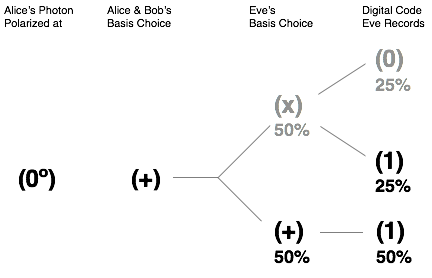 Alice's Photon
Polarized at
Alice & Bob's
Basis Choice
Eve's
Basis Choice
Digital Code
Eve Records
(0º)
(+)
(x)
50%
(+)
50%
(0)
25%
(1)
25%
(1)
50%